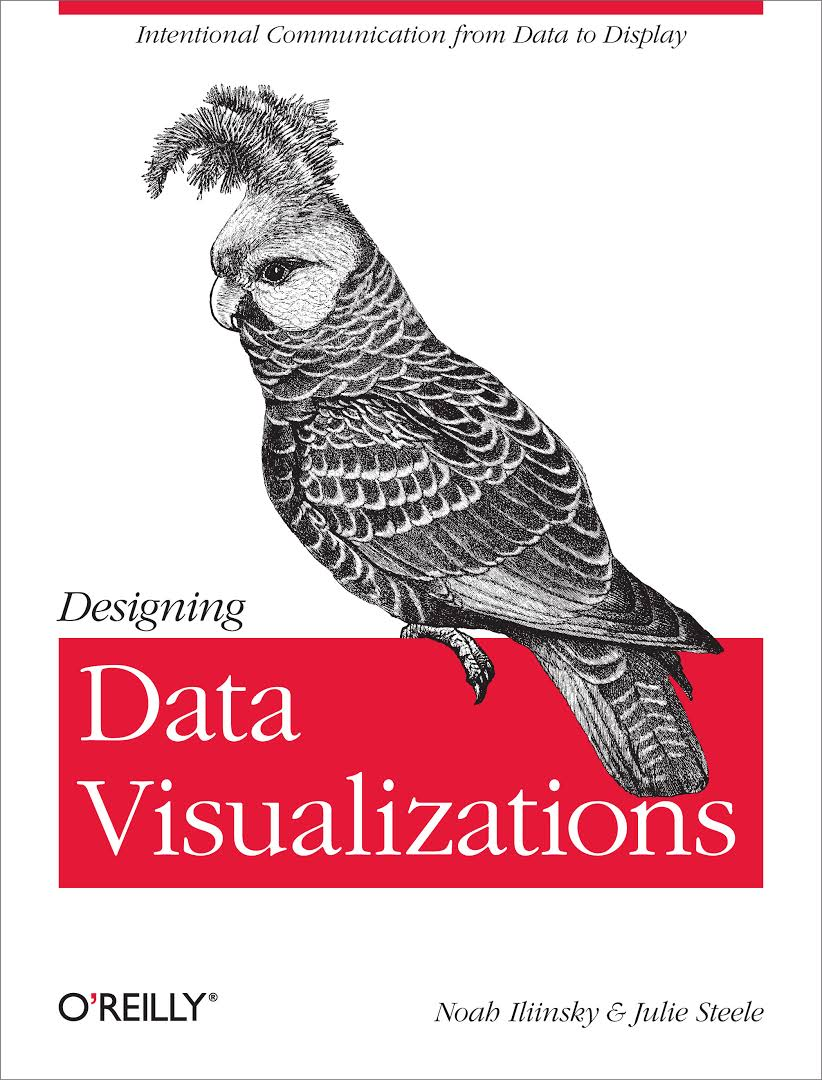 Intentional Communication from Data to Display
Designing
Data
Visualizations
O'REILLY®
Noah Iliinsky & Julie Steele